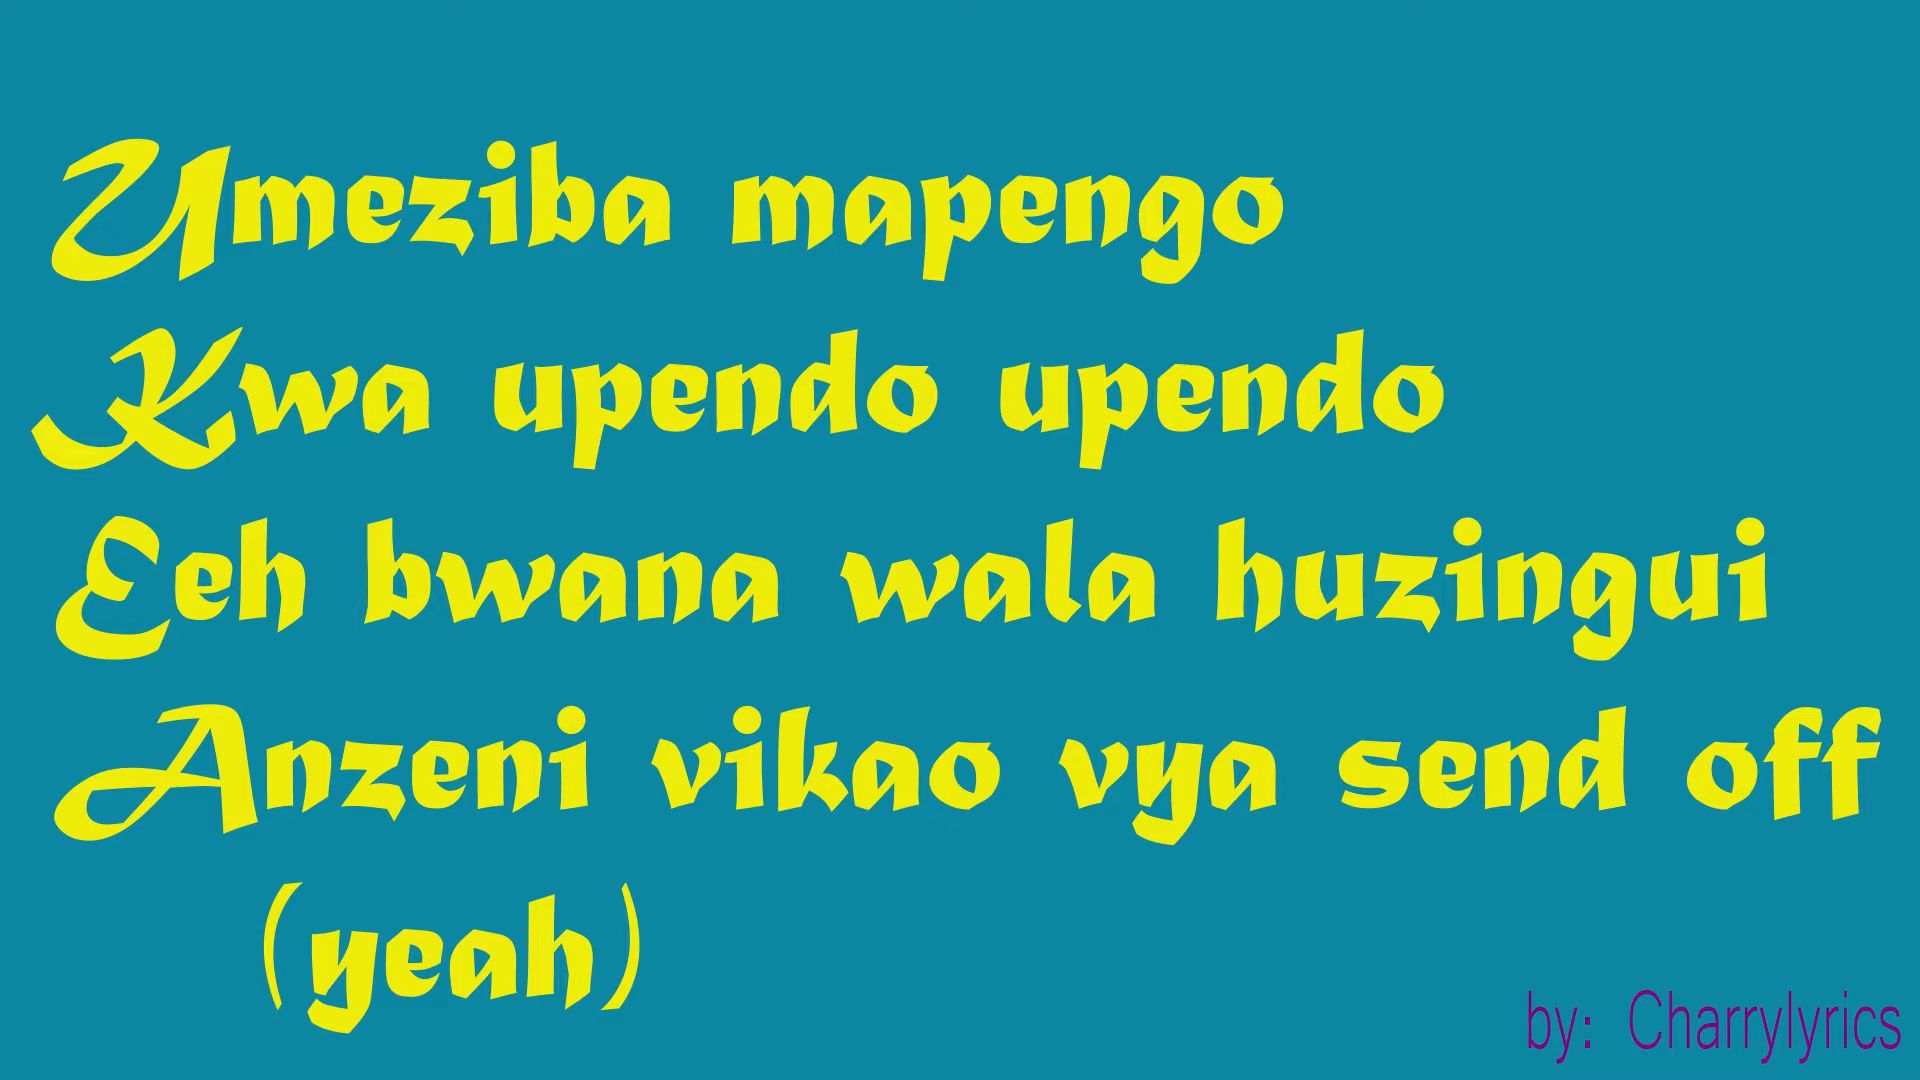 Umeziba mapengo
Kwa upendo upendo
Eeh bwana wala huzingui
Anzeni vikao vya send off
(yeah)
by: Charrylyrics